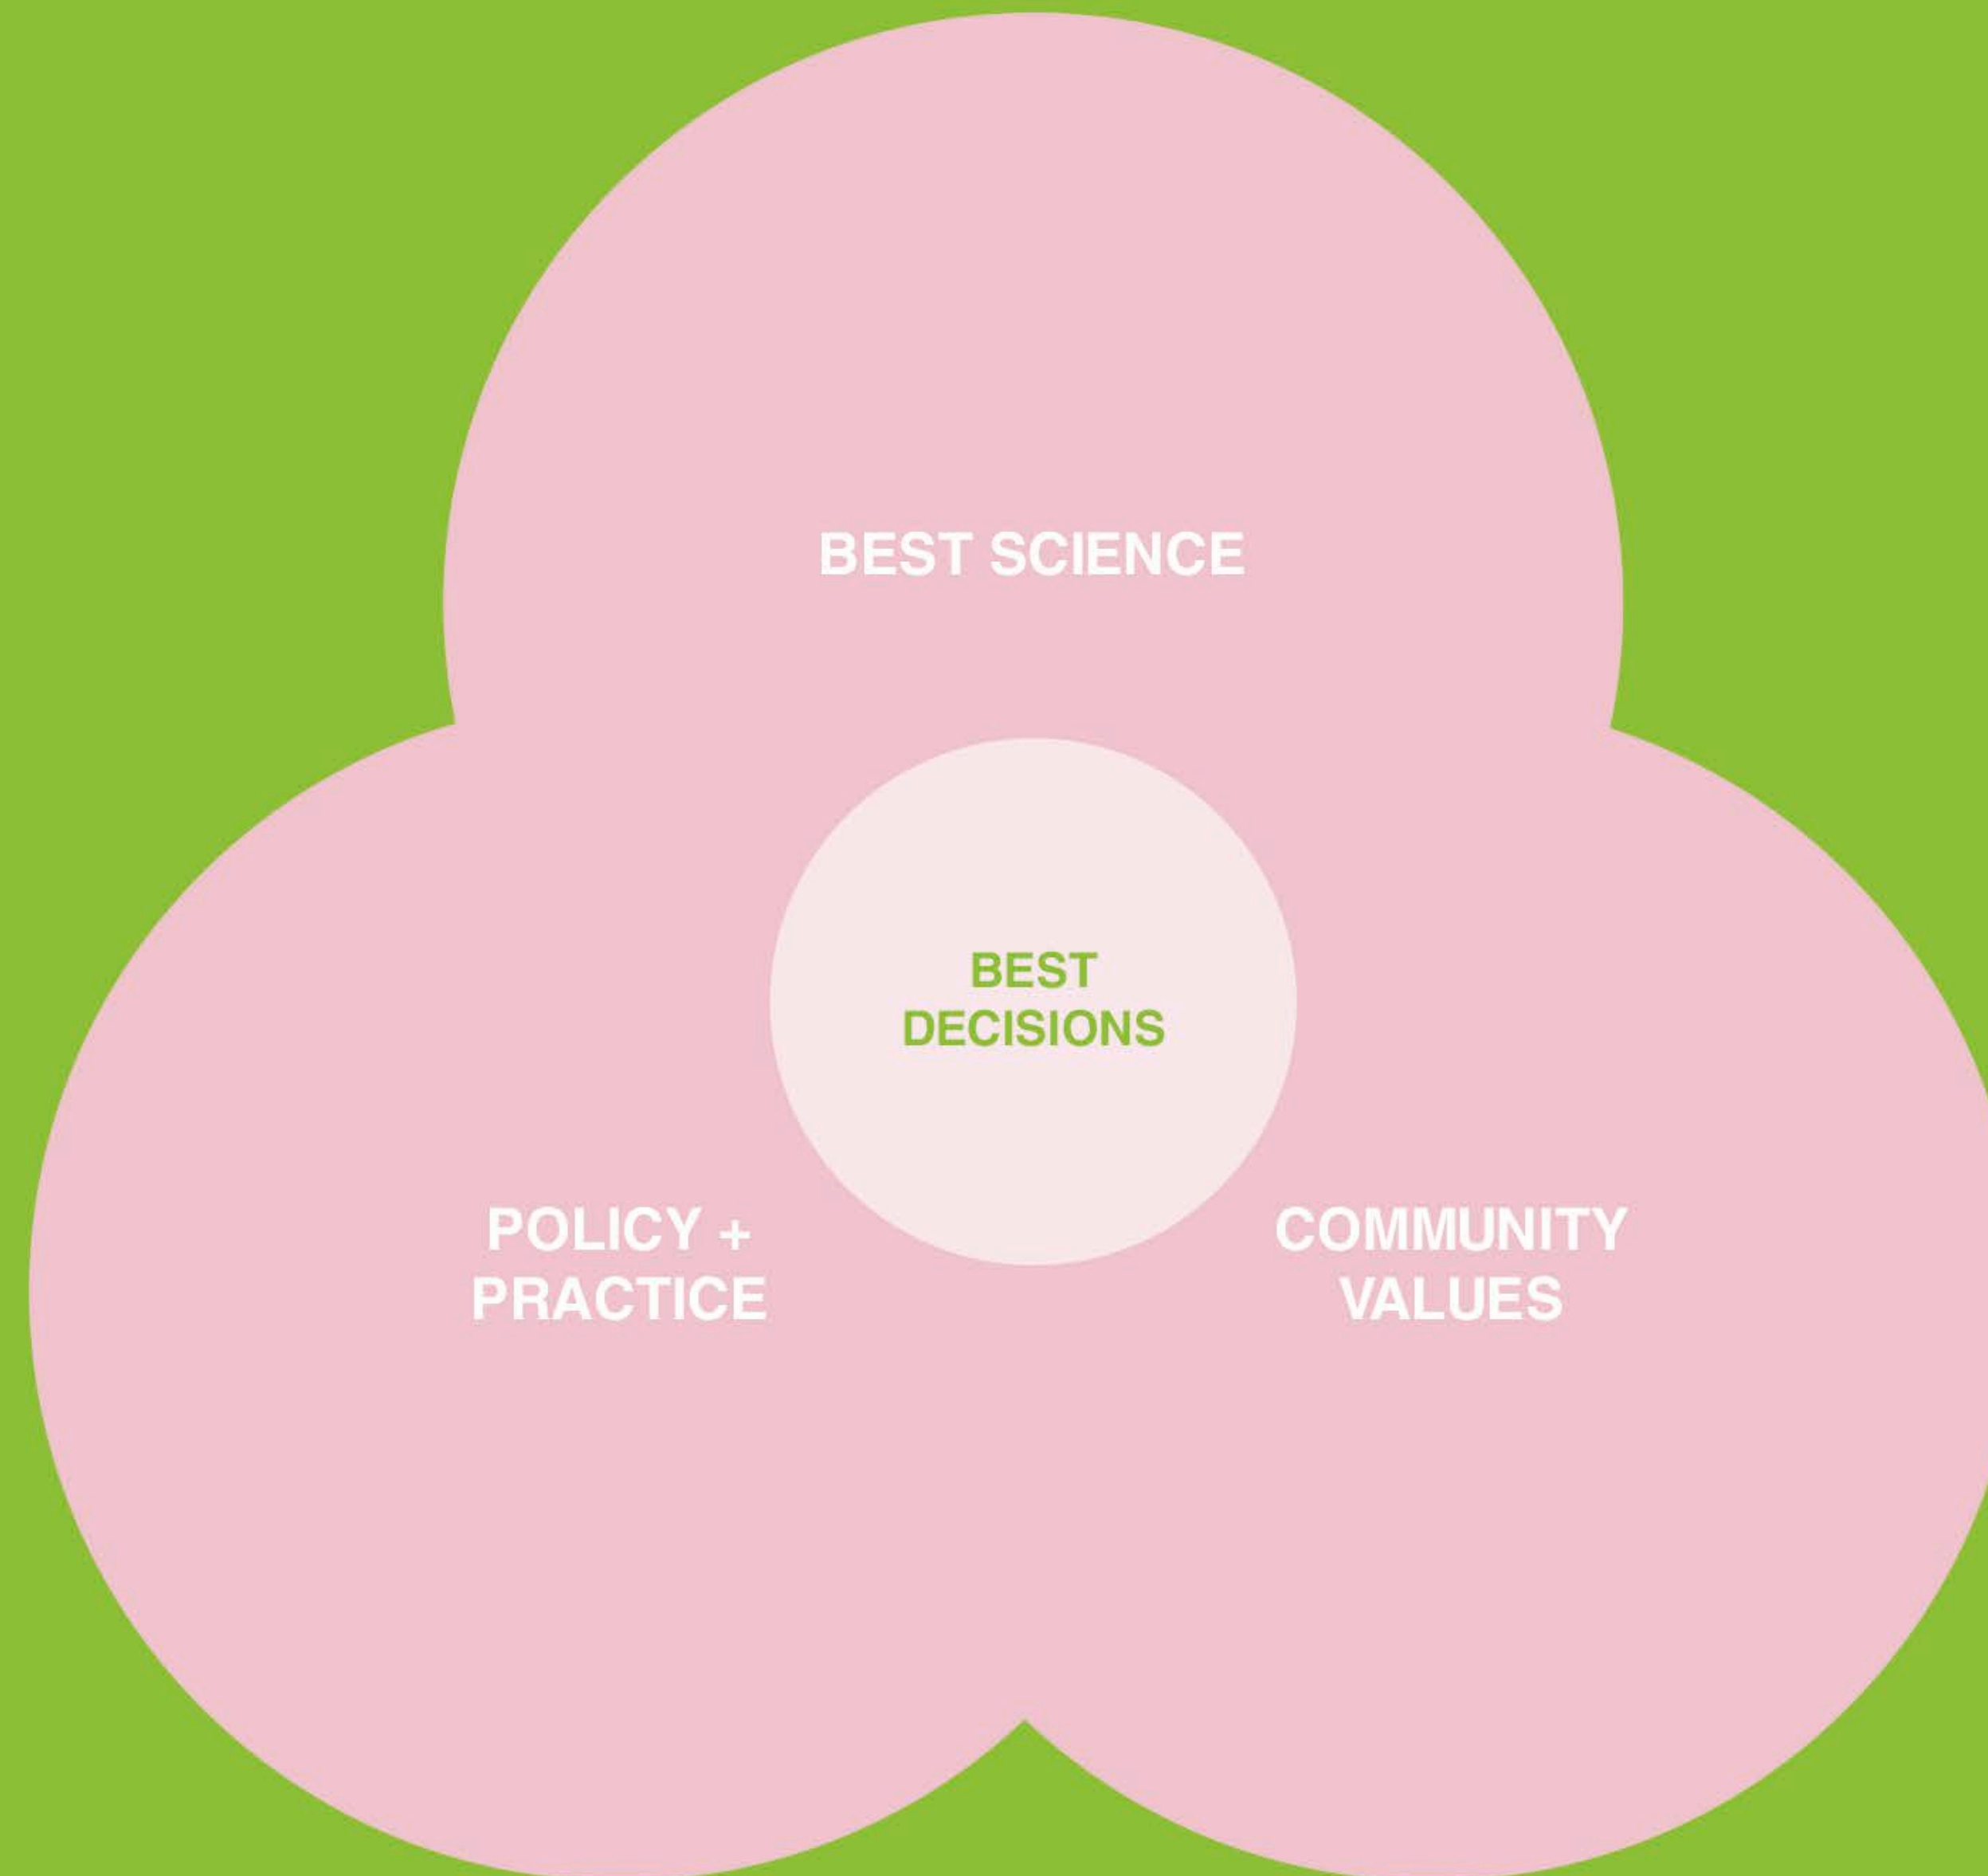 BEST SCIENCE
BEST
DECISIONS
POLICY +
PRACTICE
COMMUNITY
VALUES